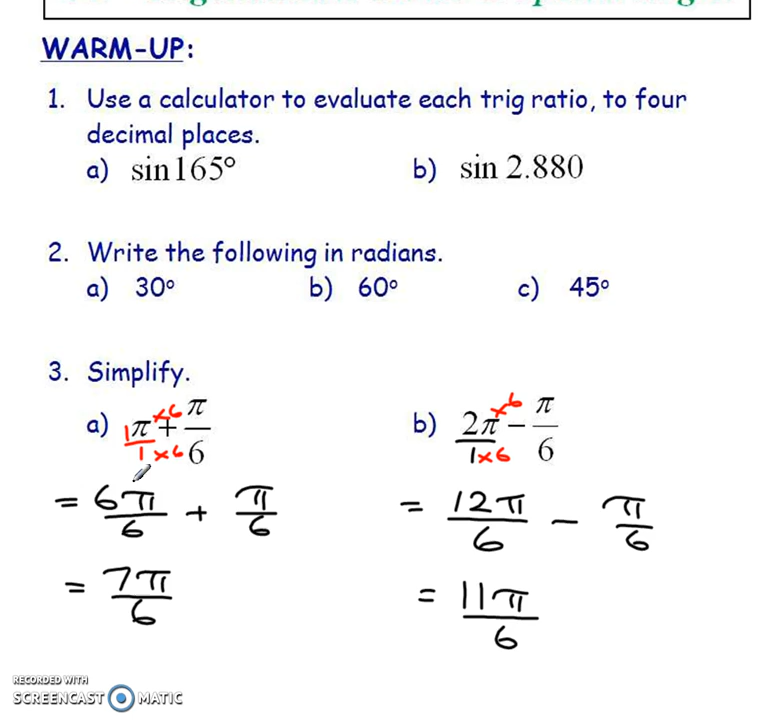 WARM-UP:
1. Use a calculator to evaluate each trig ratio, to four
decimal places.
a) sin165° b) sin 2.880
2. Write the following in radians.
a) 30° b) 60° c) 45°
3. Simplify.
a) 1π/1 ×6 ×6 + π/6 b) 2π/1 ×6 ×6 − π/6
= 6π/6 + π/6 = 12π/6 − π/6
= 7π/6 = 11π/6
RECORDED WITH
SCREENCAST MATIC